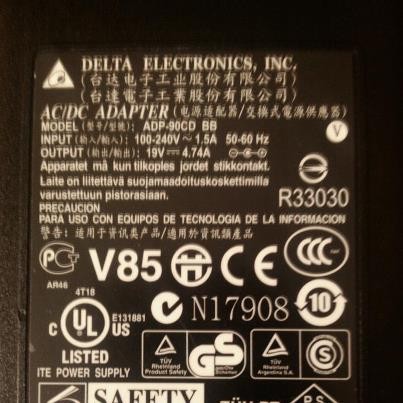 DELTA ELECTRONICS, INC.
(台达电子工业股份有限公司)
(台達電子工業股份有限公司)
AC/DC ADAPTER (电源适配器/交換式電源供應器)
MODEL (型号/型號): ADP-90CD BB
INPUT (输入/輸入): 100-240V ~ 1.5A 50-60 Hz
OUTPUT (输出/輸出): 19V 4.74A
V
Apparatet må kun tilkoples jordet stikkontakt.
Laite on liitettävä suojamaadoituskoskettimilla
varustettuun pistorasiaan.
R33030
PRECAUCION
PARA USO CON EQUIPOS DE TECNOLOGIA DE LA INFORMACION
警告: 适用于资讯类产品/適用於資訊類產品
PCT V85 CE CCC
AR46
4T18
E131881
c UL US
LISTED
ITE POWER SUPPLY
N17908
10
TÜV
Rheinland
Product Safety
GS
TÜV
Rheinland
Argentina S.A.
S
SAFETY